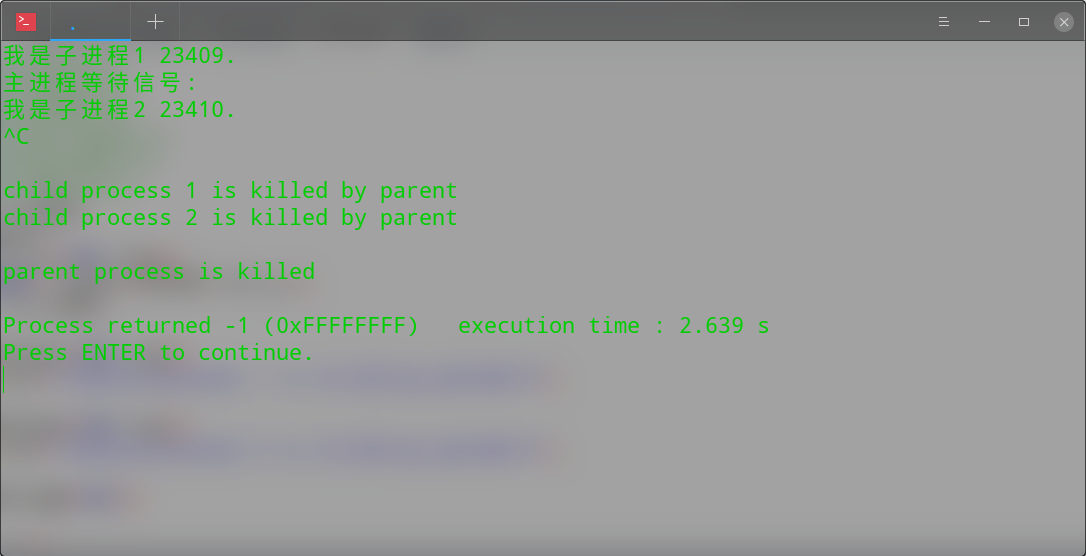 我是子进程1 23409.
主进程等待信号:
我是子进程2 23410.
^C
child process 1 is killed by parent
child process 2 is killed by parent
parent process is killed
Process returned -1 (0xFFFFFFFF)   execution time : 2.639 s
Press ENTER to continue.